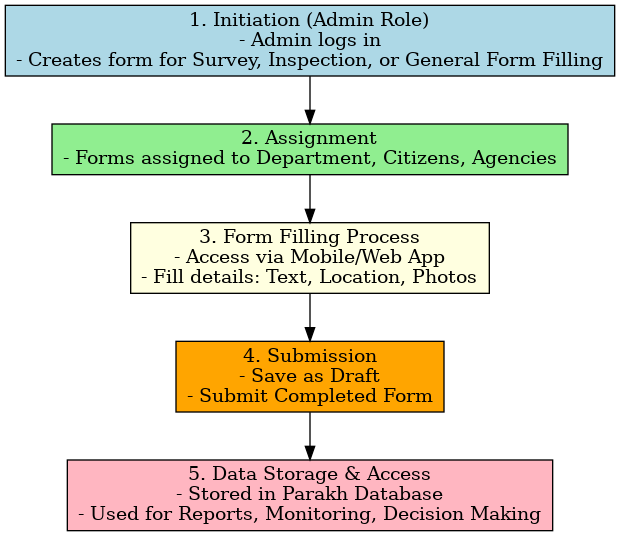 1. Initiation (Admin Role)
- Admin logs in
- Creates form for Survey, Inspection, or General Form Filling
2. Assignment
- Forms assigned to Department, Citizens, Agencies
3. Form Filling Process
- Access via Mobile/Web App
- Fill details: Text, Location, Photos
4. Submission
- Save as Draft
- Submit Completed Form
5. Data Storage & Access
- Stored in Parakh Database
- Used for Reports, Monitoring, Decision Making